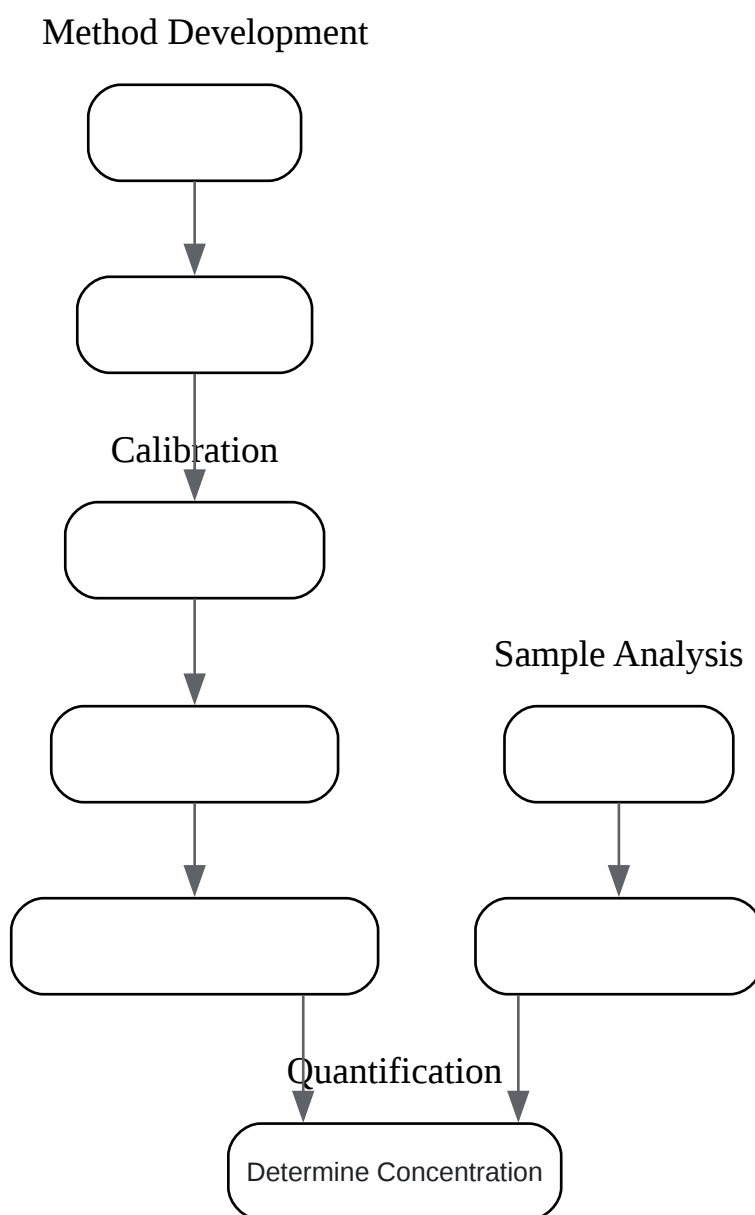 Method Development
Calibration
Sample Analysis
Quantification
Determine Concentration